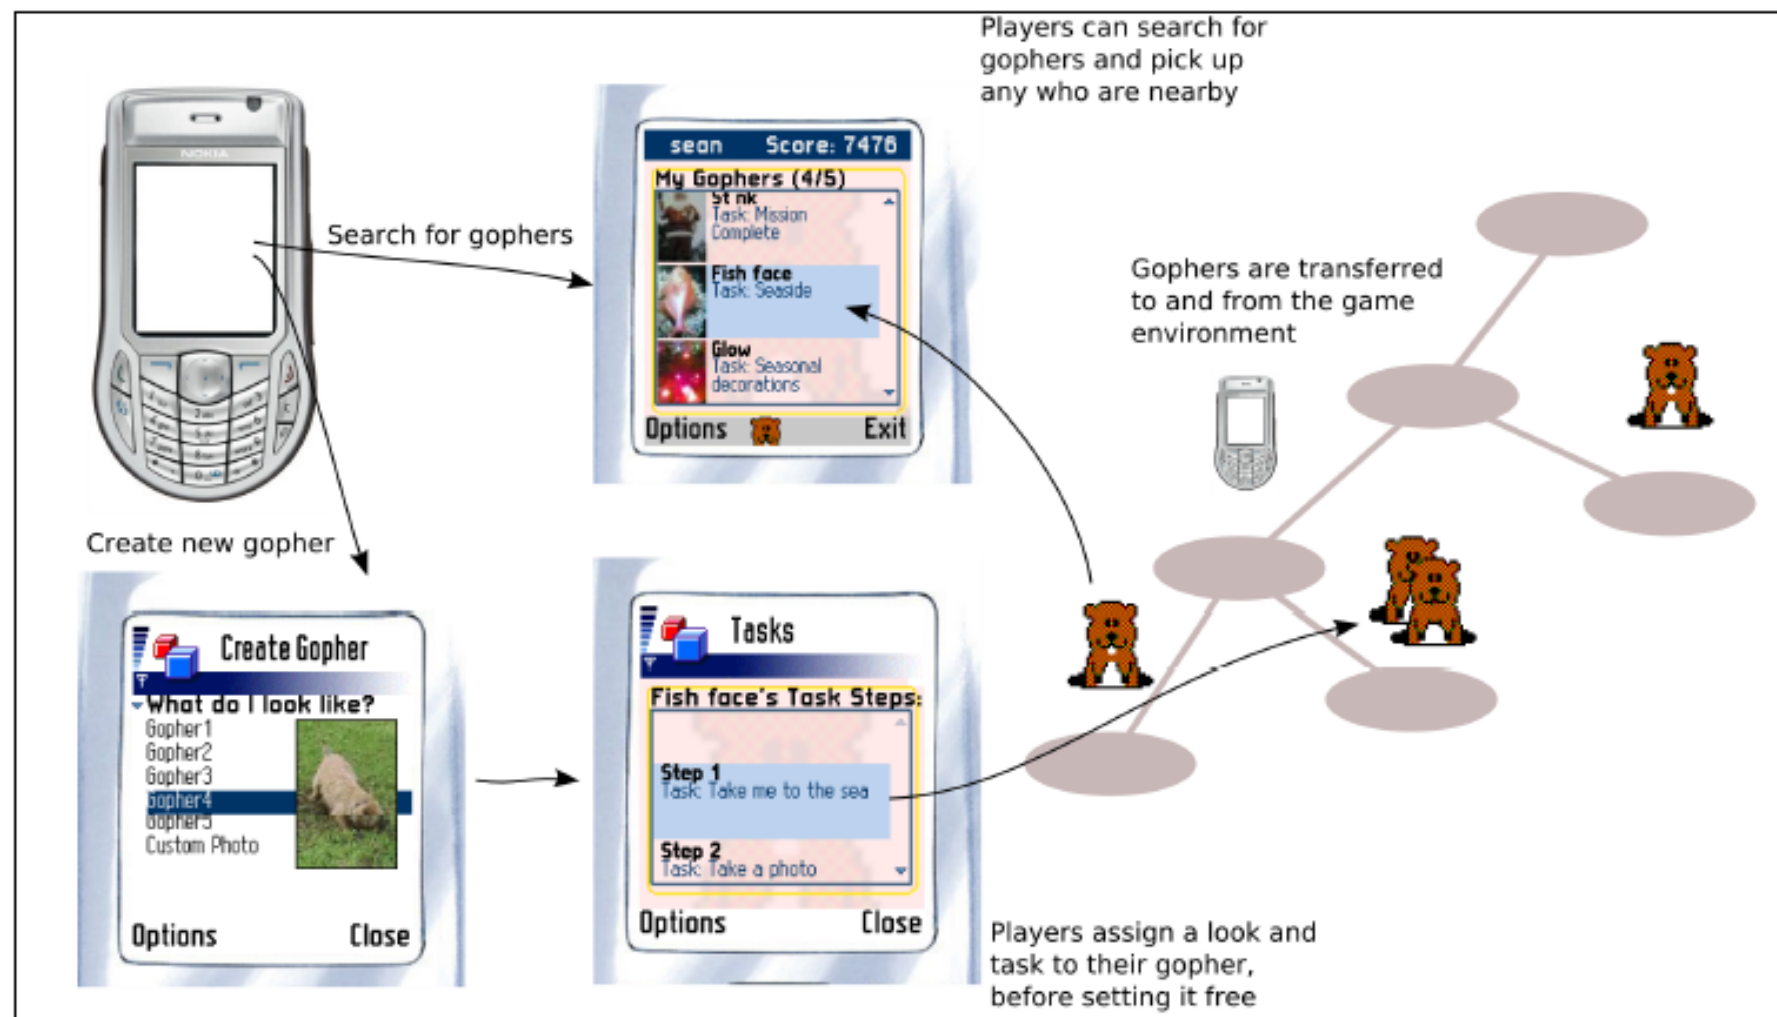 Players can search for
gophers and pick up
any who are nearby
NOKIA
Search for gophers
sean Score: 7476
My Gophers (4/5)
Task: Mission
Complete
Fish face
Task: Seaside
Glow
Task: Seasonal
decorations
Options Exit
Gophers are transferred
to and from the game
environment
Create new gopher
Create Gopher
What do I look like?
Gopher1
Gopher2
Gopher3
Gopher4
Gopher5
Custom Photo
Options Close
Tasks
Fish face's Task Steps:
Step 1
Task: Take me to the sea
Step 2
Task: Take a photo
Options Close
Players assign a look and
task to their gopher,
before setting it free